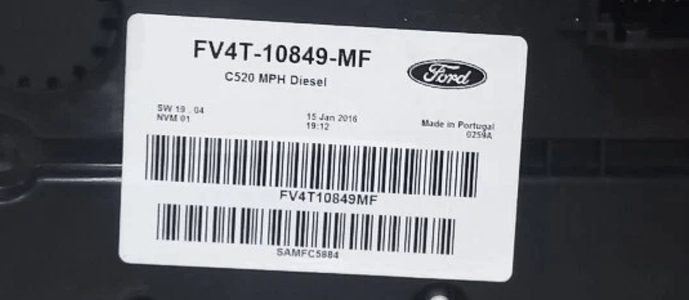 FV4T-10849-MF
Ford
C520 MPH Diesel
SW 19 . 04
NVM 01
15 Jan 2016
19:12
Made in Portugal
0259A
FV4T10849MF
SAMFC5884